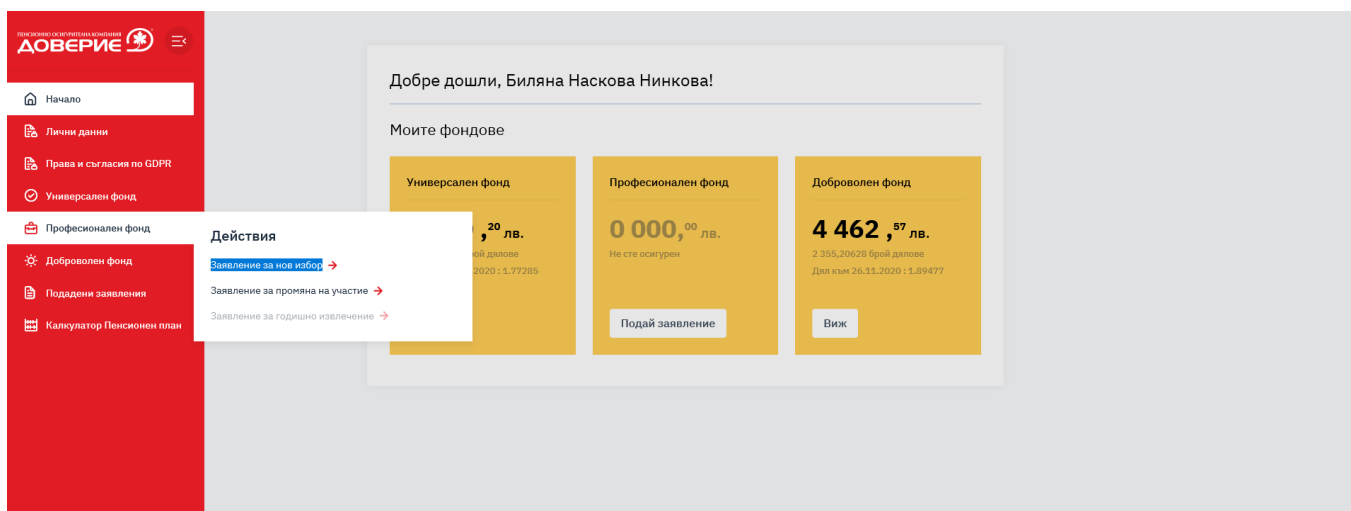 ПЕНСИОННО ОСИГУРИТЕЛНА КОМПАНИЯ
ДОВЕРИЕ
Начало
Лични данни
Права и съгласия по GDPR
Универсален фонд
Професионален фонд
Доброволен фонд
Подадени заявления
Калкулатор Пенсионен план
Действия
Заявление за нов избор
Заявление за промяна на участие
Заявление за годишно извлечение
Добре дошли, Биляна Наскова Нинкова!
Моите фондове
Универсален фонд
,20 лв.
дялове
2020 : 1.77285
Професионален фонд
0 000,00 лв.
Не сте осигурен
Подай заявление
Доброволен фонд
4 462 ,57 лв.
2 355,20628 брой дялове
Дял към 26.11.2020 : 1.89477
Виж